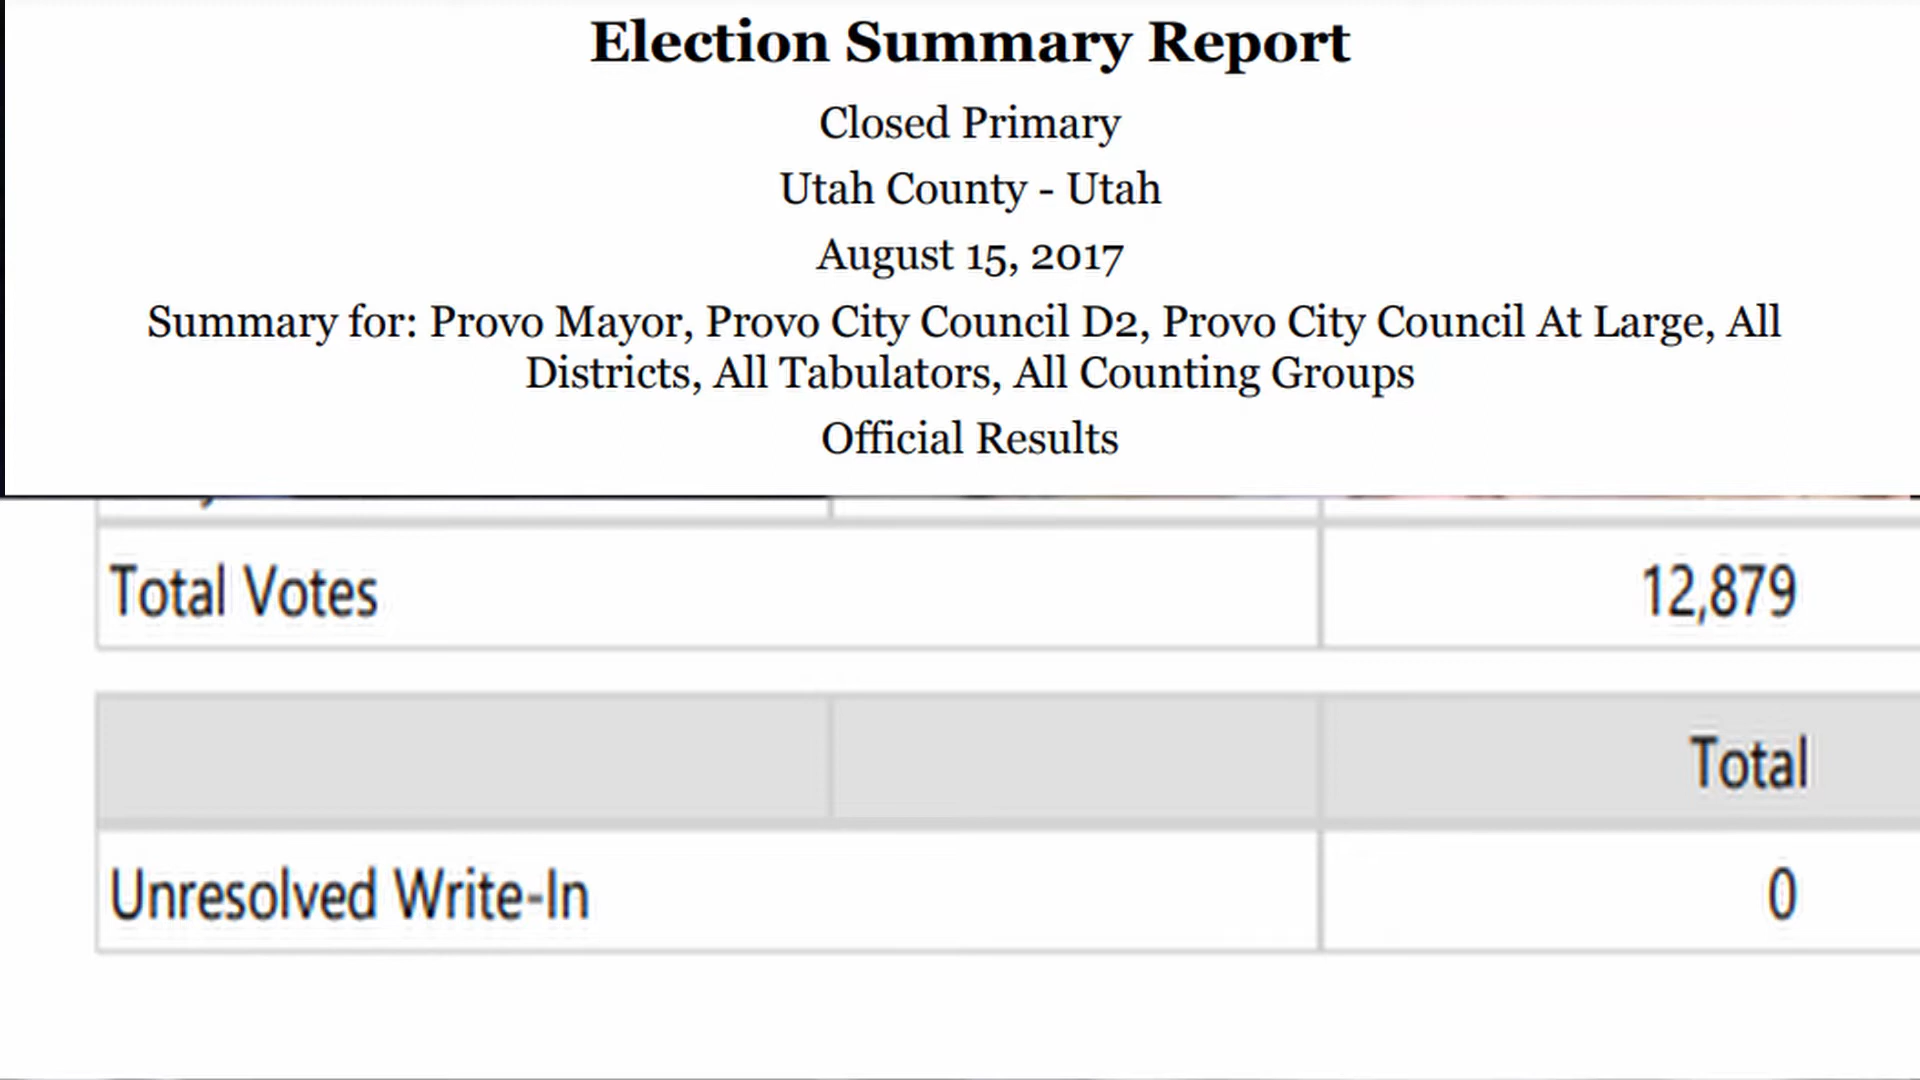 Election Summary Report
Closed Primary
Utah County - Utah
August 15, 2017
Summary for: Provo Mayor, Provo City Council D2, Provo City Council At Large, All
Districts, All Tabulators, All Counting Groups
Official Results
Total Votes 12,879
Total
Unresolved Write-In 0